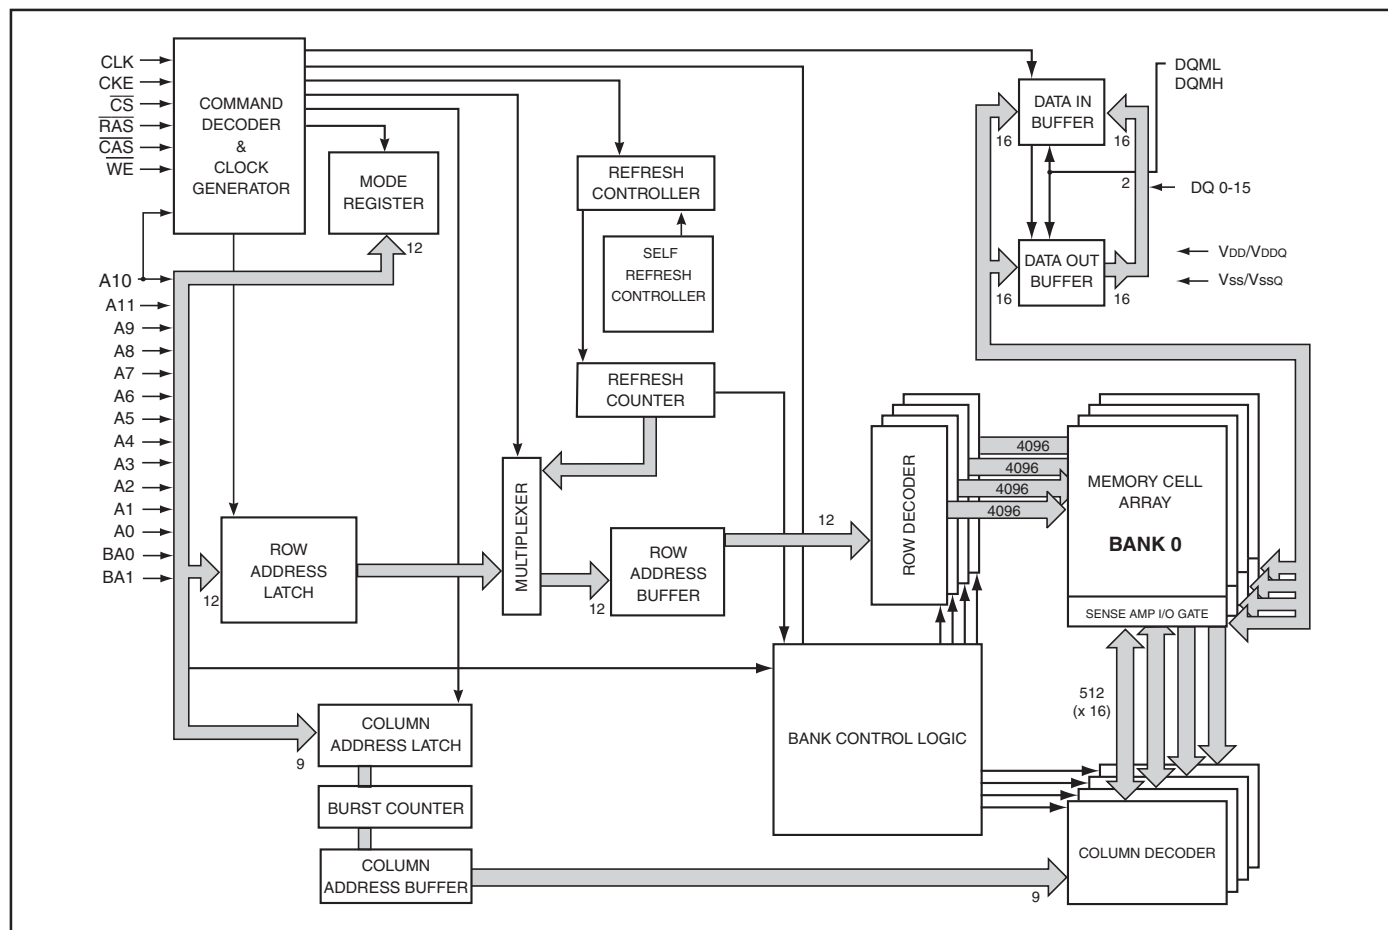 CLK
CKE
CS
RAS
CAS
WE
COMMAND
DECODER
&
CLOCK
GENERATOR
MODE
REGISTER
12
REFRESH
CONTROLLER
SELF
REFRESH
CONTROLLER
REFRESH
COUNTER
DATA IN
BUFFER
16
16
DQML
DQMH
2
DQ 0-15
DATA OUT
BUFFER
16
16
VDD/VDDQ
VSS/VSSQ
A10
A11
A9
A8
A7
A6
A5
A4
A3
A2
A1
A0
BA0
BA1
12
ROW
ADDRESS
LATCH
MULTIPLEXER
12
ROW
ADDRESS
BUFFER
12
ROW DECODER
4096
4096
4096
4096
MEMORY CELL
ARRAY
BANK 0
SENSE AMP I/O GATE
512
(x 16)
BANK CONTROL LOGIC
9
COLUMN
ADDRESS LATCH
BURST COUNTER
COLUMN
ADDRESS BUFFER
9
COLUMN DECODER